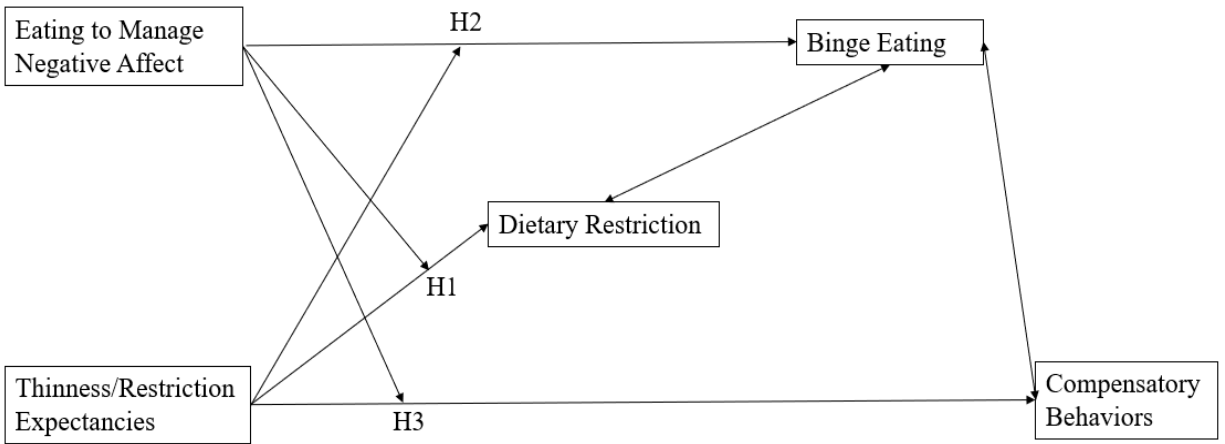 Eating to Manage
Negative Affect
H2
Binge Eating
Dietary Restriction
H1
Thinness/Restriction
Expectancies
H3
Compensatory
Behaviors